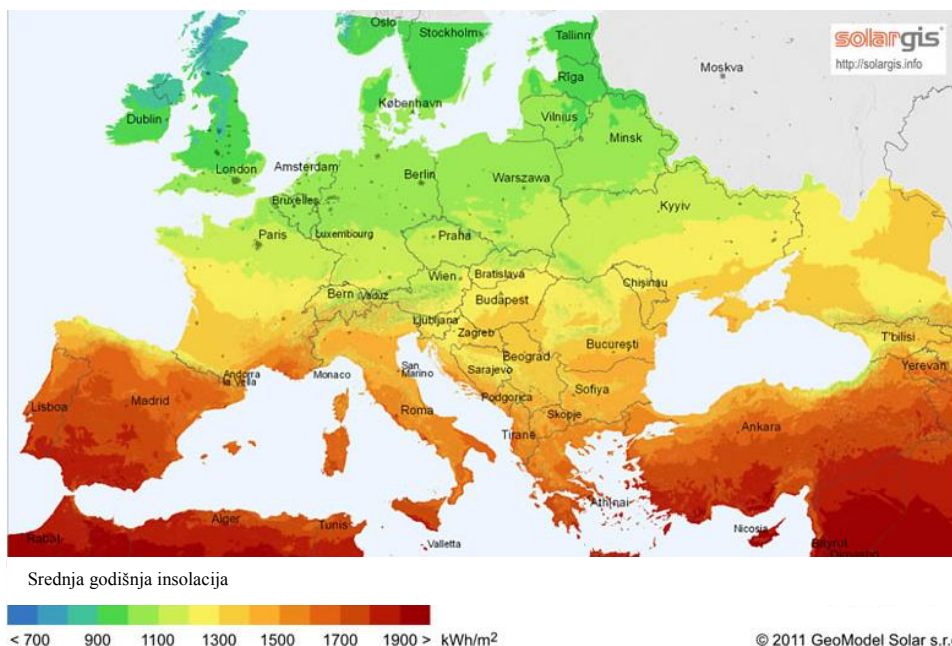 Oslo
Stockholm
Tallinn
solargis
http://solargis.info
Moskva
Rīga
København
Dublin
Vilnius
Minsk
London
Amsterdam
Berlin
Warszawa
Bruxelles
Kyyiv
Paris
Luxembourg
Praha
Wien
Bratislava
Bern
Vaduz
Budapest
Chişinău
Ljubljana
Zagreb
Beograd
Bucureşti
T'bilisi
Yerevan
Andorra
la Vella
Monaco
San
Marino
Sarajevo
Podgorica
Sofiya
Lisboa
Madrid
Roma
Skopje
Tiranë
Ankara
Athínai
Rabat
Alger
Tunis
Valletta
Nicosia
Bayrut
Srednja godišnja insolacija
< 700 900 1100 1300 1500 1700 1900 > kWh/m²
© 2011 GeoModel Solar s.r.o